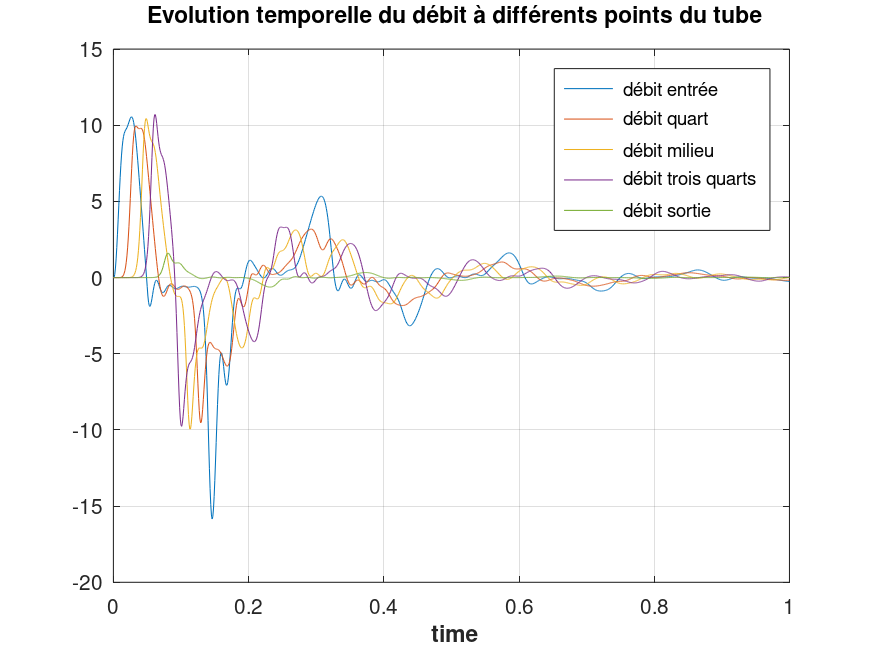 Evolution temporelle du débit à différents points du tube
15
10
5
0
-5
-10
-15
-20
0
0.2
0.4
0.6
0.8
1
time
débit entrée
débit quart
débit milieu
débit trois quarts
débit sortie